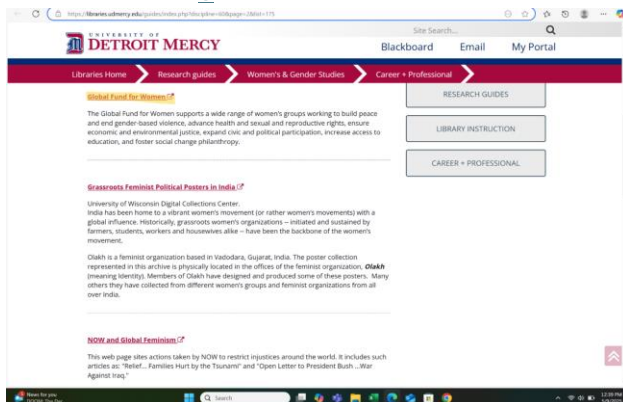 https://libraries.udmercy.edu/guides/index.php?discipline=60&page=2&list=175
Site Search...
UNIVERSITY OF
DETROIT MERCY
Blackboard Email My Portal
Libraries Home Research guides Women's & Gender Studies Career + Professional
Global Fund for Women
The Global Fund for Women supports a wide range of women's groups working to build peace
and end gender-based violence, advance health and sexual and reproductive rights, ensure
economic and environmental justice, expand civic and political participation, increase access to
education, and foster social change philanthropy.
RESEARCH GUIDES
LIBRARY INSTRUCTION
CAREER + PROFESSIONAL
Grassroots Feminist Political Posters in India
University of Wisconsin Digital Collections Center.
India has been home to a vibrant women's movement (or rather women's movements) with a
global influence. Historically, grassroots women's organizations -- initiated and sustained by
farmers, students, workers and housewives alike -- have been the backbone of the women's
movement.
Olakh is a feminist organization based in Vadodara, Gujarat, India. The poster collection
represented in this archive is physically located in the offices of the feminist organization, Olakh
(meaning Identity). Members of Olakh have designed and produced some of these posters. Many
others they have collected from different women's groups and feminist organizations from all
over India.
NOW and Global Feminism
This web page sites actions taken by NOW to restrict injustices around the world. It includes such
articles as: "Relief... Families Hurt by the Tsunami" and "Open Letter to President Bush ...War
Against Iraq."
News for you
Search
12:39 PM